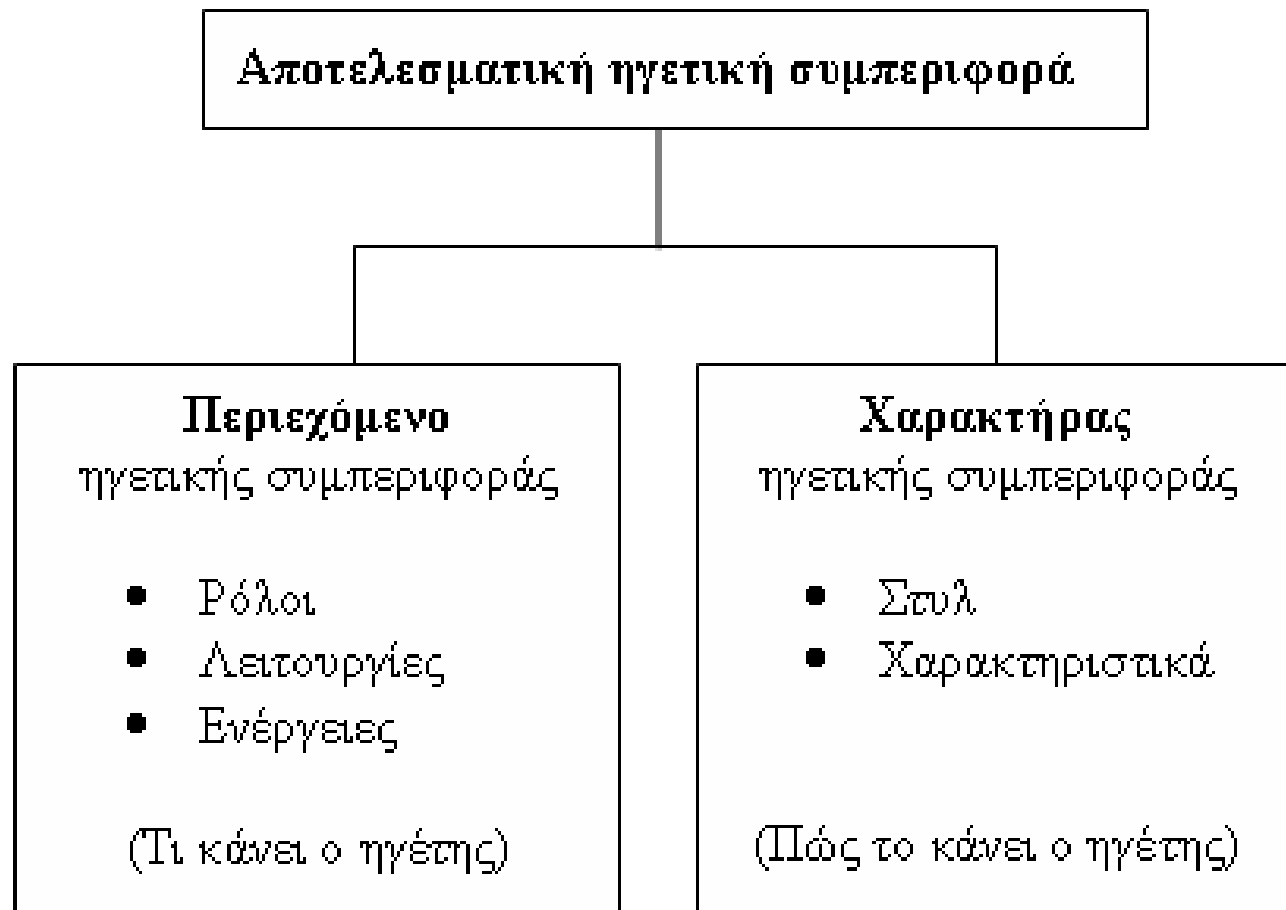 Αποτελεσματική ηγετική συμπεριφορά
Περιεχόμενο
ηγετικής συμπεριφοράς
• Ρόλοι
• Λειτουργίες
• Ενέργειες
(Τι κάνει ο ηγέτης)
Χαρακτήρας
ηγετικής συμπεριφοράς
• Στυλ
• Χαρακτηριστικά
(Πώς το κάνει ο ηγέτης)